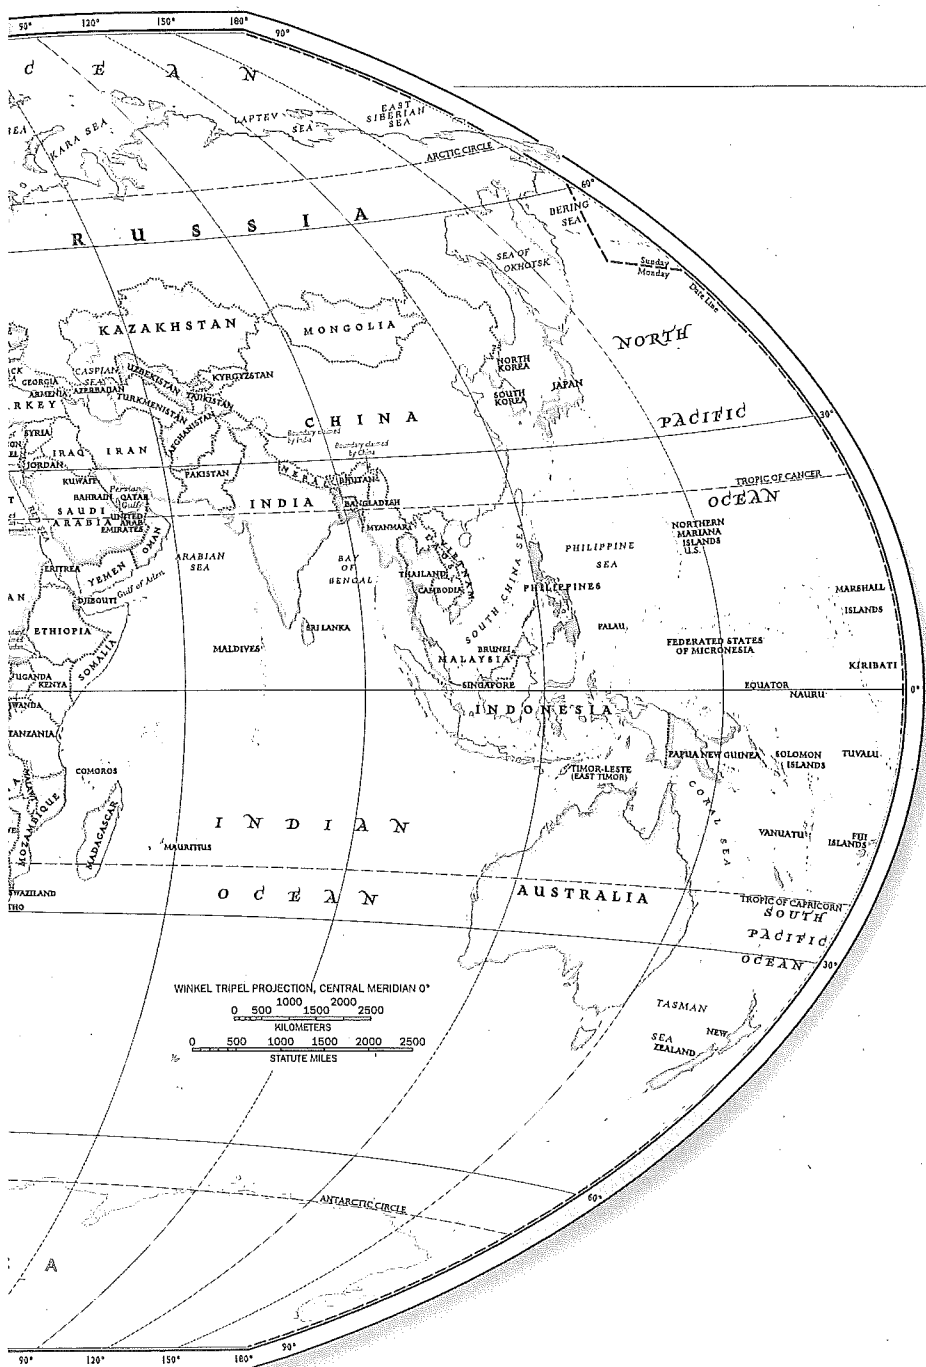 90° 120° 150° 180°
90°
C E A N
LAPTEV
SEA
EAST
SIBERIAN
SEA
KARA SEA
ARCTIC CIRCLE
60°
BERING
SEA
R U S S I A
SEA OF
OKHOTSK
Sunday
Monday
Date Line
KAZAKHSTAN
MONGOLIA
NORTH
CASPIAN
SEA
GEORGIA
ARMENIA
AZERBAIJAN
UZBEKISTAN
KYRGYZSTAN
TURKMENISTAN
TAJIKISTAN
NORTH
KOREA
SOUTH
KOREA
JAPAN
RKEY
CHINA
PACIFIC
30°
SYRIA
IRAQ
IRAN
AFGHANISTAN
Boundary claimed
by India
Boundary claimed
by China
JORDAN
KUWAIT
PAKISTAN
NEPAL
BHUTAN
TROPIC OF CANCER
BAHRAIN
QATAR
Persian
Gulf
SAUDI
ARABIA
UNITED
ARAB
EMIRATES
INDIA
BANGLADESH
OCEAN
RED SEA
OMAN
MYANMAR
NORTHERN
MARIANA
ISLANDS
U.S.
ERITREA
YEMEN
ARABIAN
SEA
BAY
OF
BENGAL
LAOS
VIETNAM
THAILAND
CAMBODIA
PHILIPPINE
SEA
DJIBOUTI
Gulf of Aden
SOUTH CHINA SEA
PHILIPPINES
MARSHALL
ISLANDS
ETHIOPIA
SOMALIA
SRI LANKA
PALAU
MALDIVES
BRUNEI
MALAYSIA
FEDERATED STATES
OF MICRONESIA
UGANDA
KENYA
SINGAPORE
KIRIBATI
EQUATOR
NAURU
0°
WANDA
INDONESIA
TANZANIA
PAPUA NEW GUINEA
SOLOMON
ISLANDS
TUVALU
COMOROS
TIMOR-LESTE
(EAST TIMOR)
MOZAMBIQUE
MADAGASCAR
INDIAN
CORAL SEA
MAURITIUS
VANUATU
FIJI
ISLANDS
SWAZILAND
THO
OCEAN
AUSTRALIA
TROPIC OF CAPRICORN
SOUTH
PACIFIC
OCEAN
30°
WINKEL TRIPEL PROJECTION, CENTRAL MERIDIAN 0°
0 500 1000 1500 2000 2500
KILOMETERS
0 500 1000 1500 2000 2500
STATUTE MILES
TASMAN
SEA
NEW
ZEALAND
60°
ANTARCTIC CIRCLE
A
90°
90° 120° 150° 180°